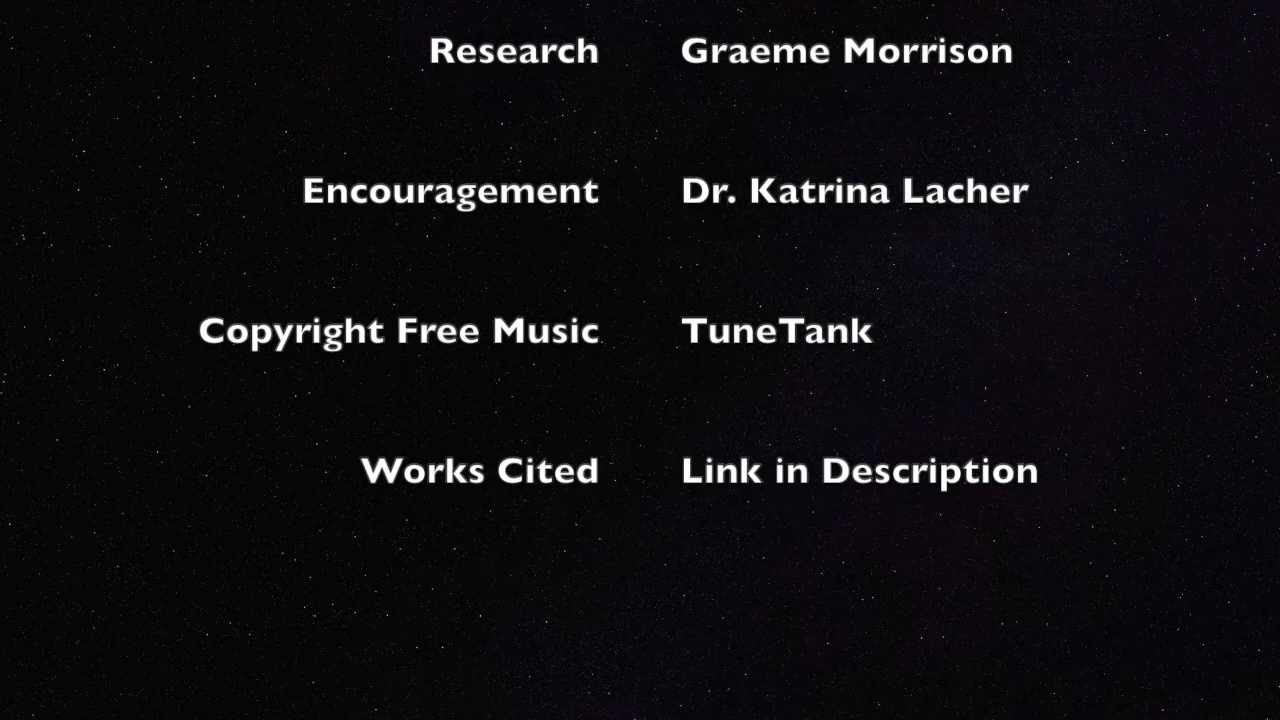 Research Graeme Morrison
Encouragement Dr. Katrina Lacher
Copyright Free Music TuneTank
Works Cited Link in Description